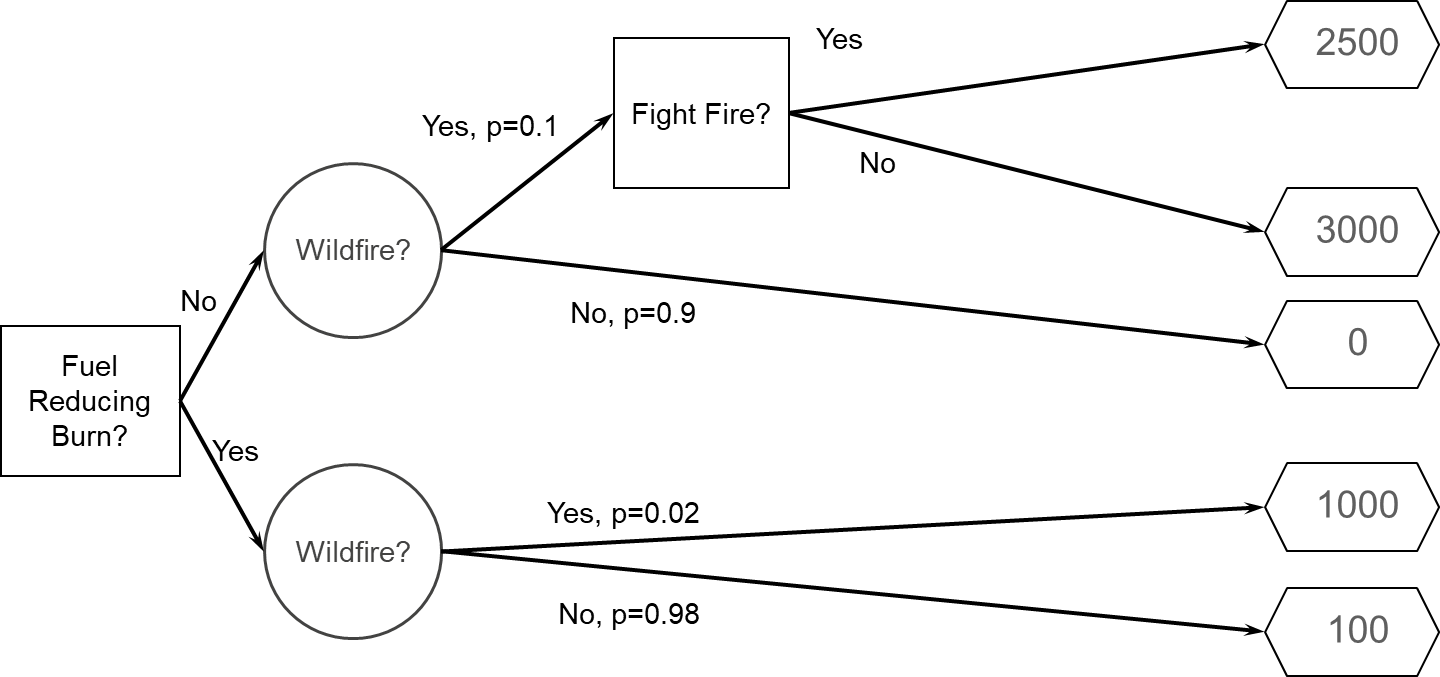 Yes
2500
Fight Fire?
Yes, p=0.1
No
3000
Wildfire?
No
No, p=0.9
0
Fuel
Reducing
Burn?
Yes
1000
Yes, p=0.02
Wildfire?
No, p=0.98
100